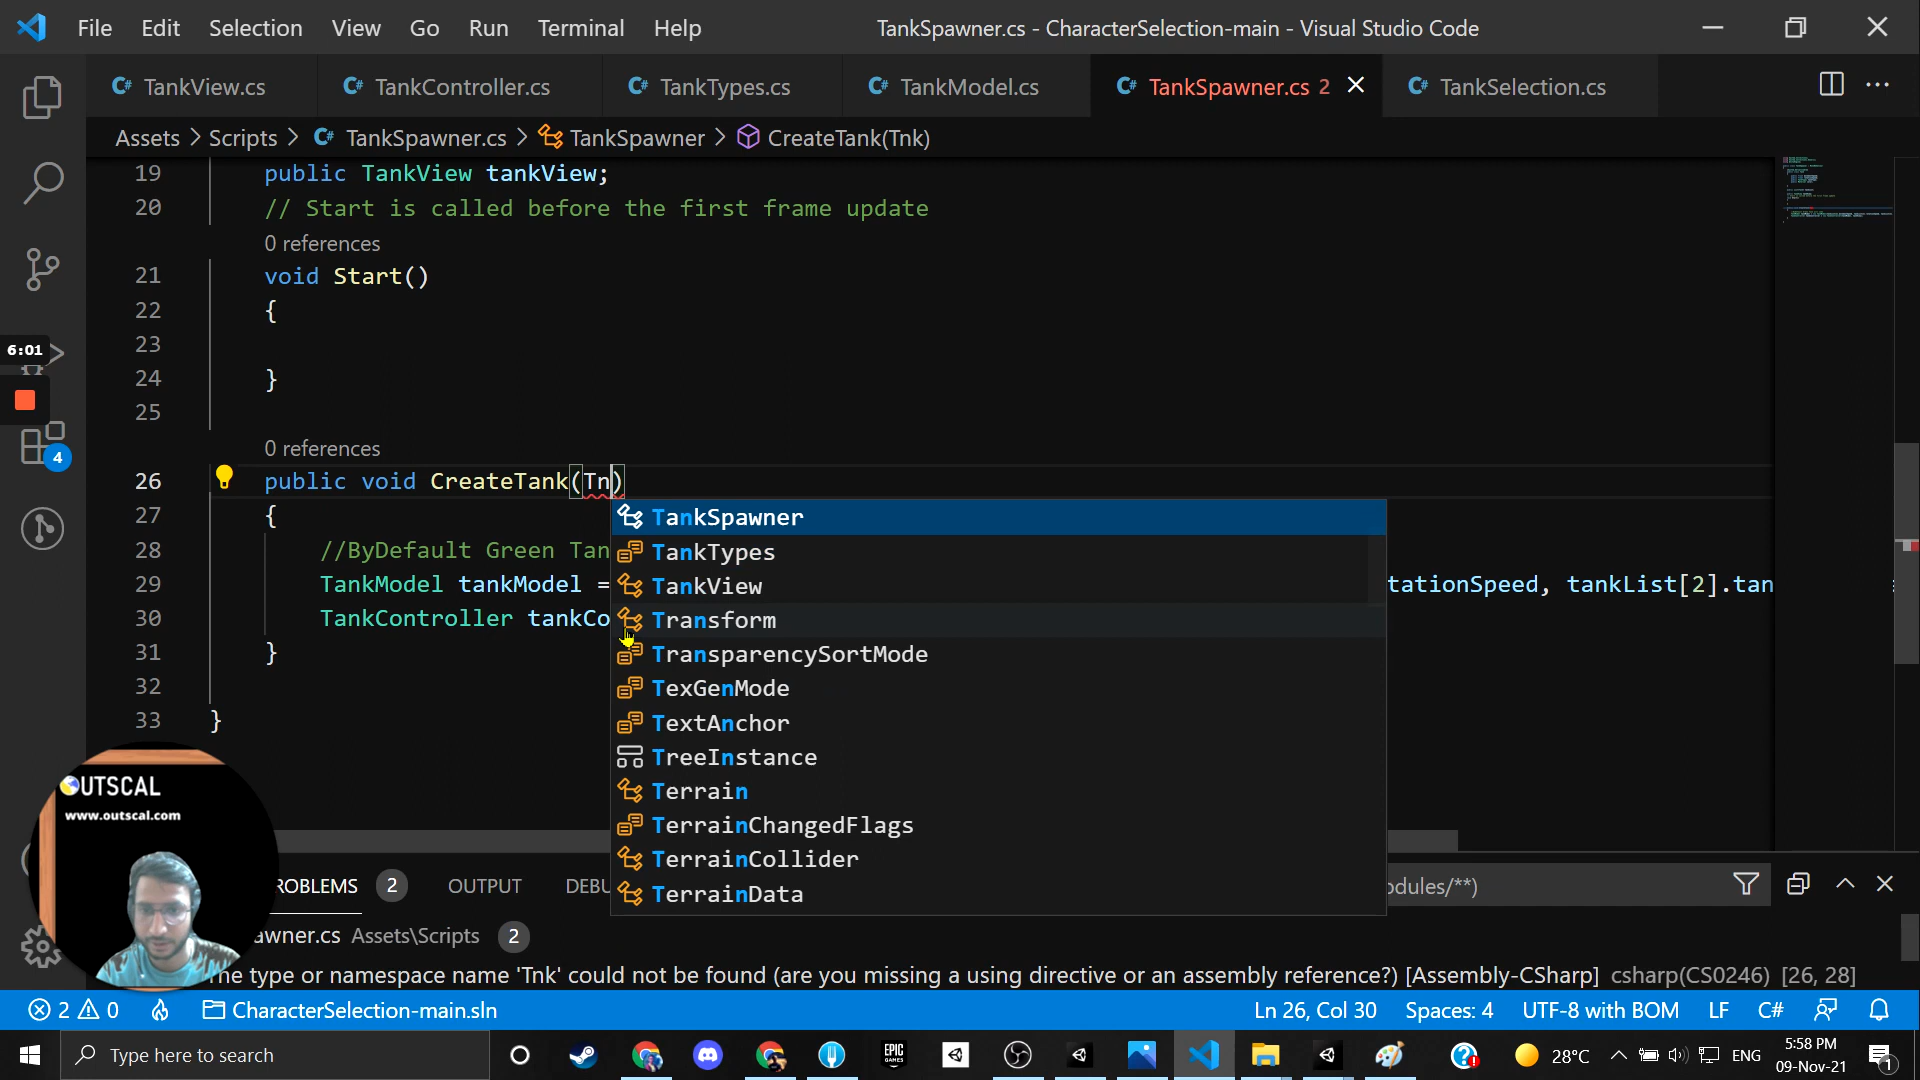 File Edit Selection View Go Run Terminal Help
TankSpawner.cs - CharacterSelection-main - Visual Studio Code
C# TankView.cs
C# TankController.cs
C# TankTypes.cs
C# TankModel.cs
C# TankSpawner.cs 2
C# TankSelection.cs
Assets > Scripts > C# TankSpawner.cs > TankSpawner > CreateTank(Tnk)
19 public TankView tankView;
20 // Start is called before the first frame update
0 references
21 void Start()
22 {
23
24 }
25
0 references
26 public void CreateTank(Tn)
27 {
28 //ByDefault Green Tan
29 TankModel tankModel = tationSpeed, tankList[2].tan
30 TankController tankCo
31 }
32
33 }
TankSpawner
TankTypes
TankView
Transform
TransparencySortMode
TexGenMode
TextAnchor
TreeInstance
Terrain
TerrainChangedFlags
TerrainCollider
TerrainData
6:01
4
OUTSCAL
www.outscal.com
ROBLEMS 2 OUTPUT DEBU odules/**)
awner.cs Assets\Scripts 2
he type or namespace name 'Tnk' could not be found (are you missing a using directive or an assembly reference?) [Assembly-CSharp] csharp(CS0246) [26, 28]
2 0 CharacterSelection-main.sln Ln 26, Col 30 Spaces: 4 UTF-8 with BOM LF C#
Type here to search
EPIC GAMES
28°C ENG
5:58 PM
09-Nov-21
1